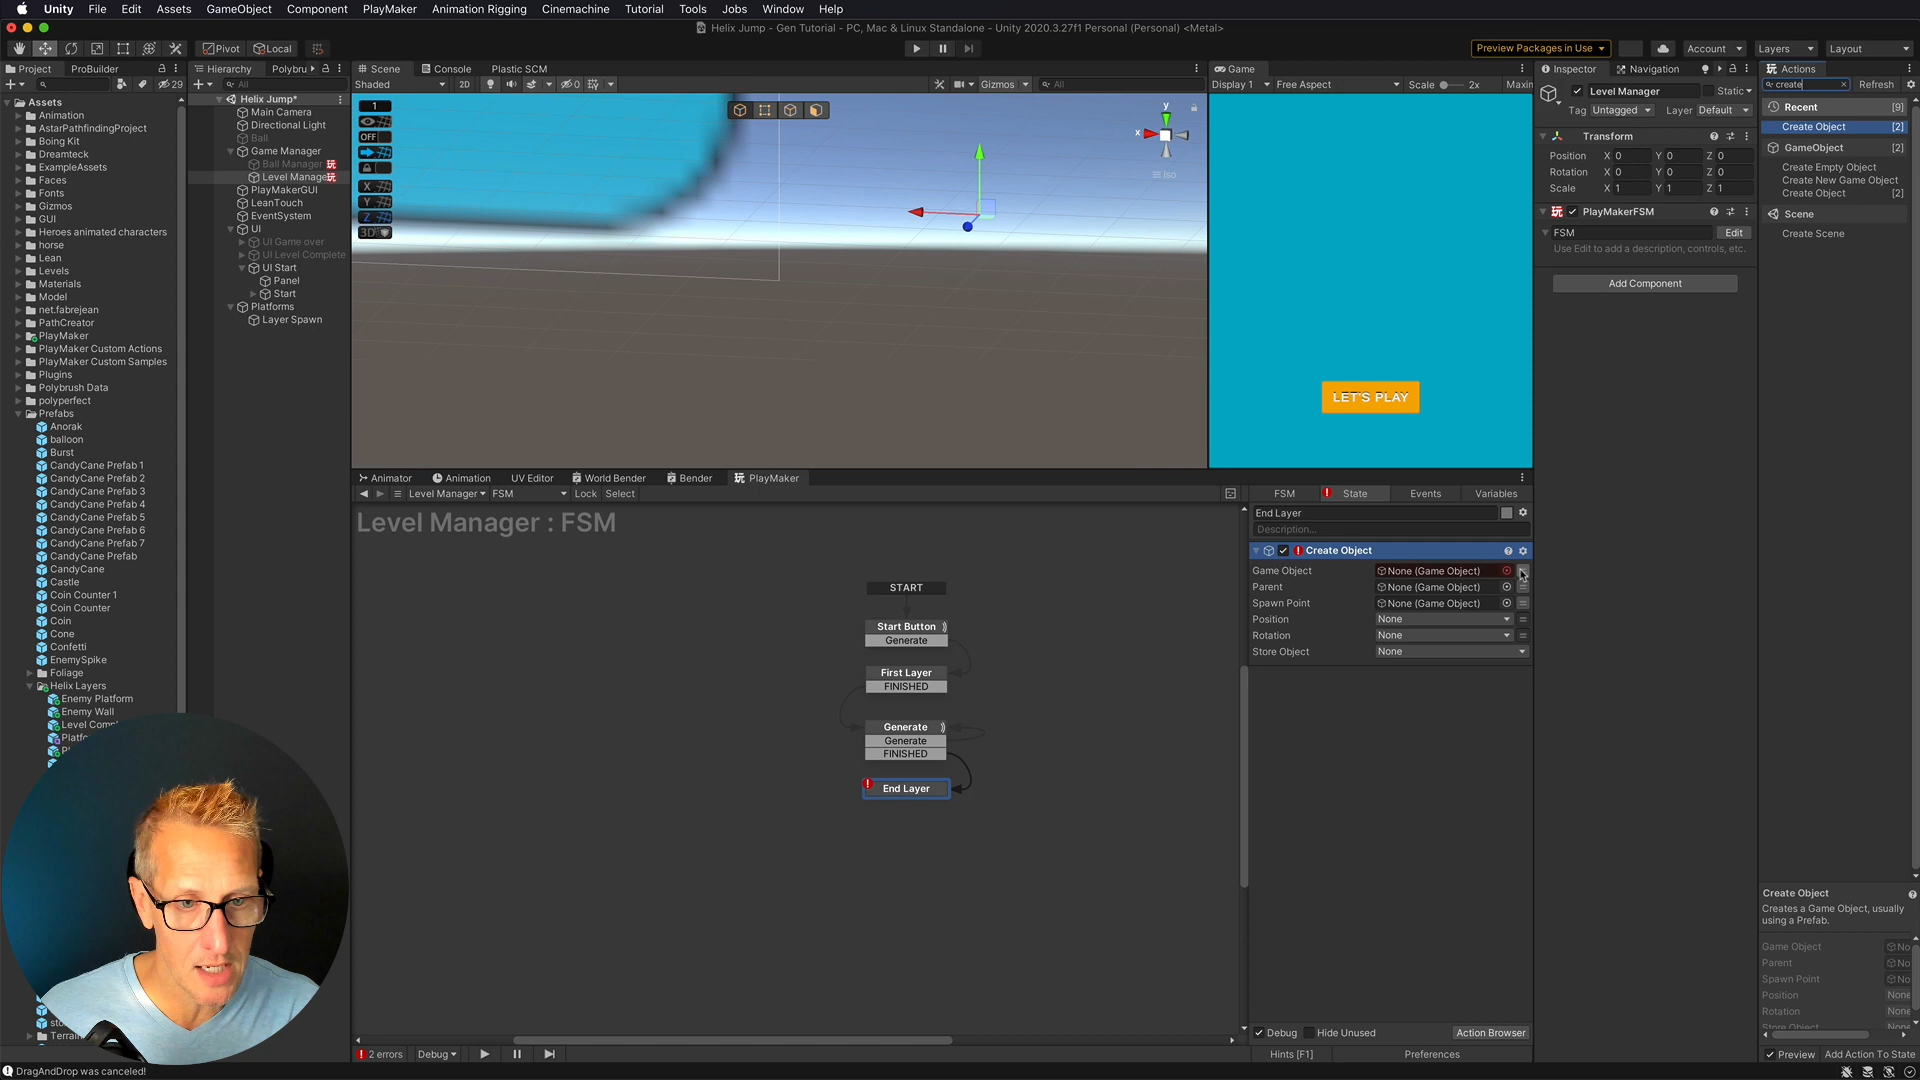 Unity File Edit Assets GameObject Component PlayMaker Animation Rigging Cinemachine Tutorial Tools Jobs Window Help
Helix Jump - Gen Tutorial - PC, Mac & Linux Standalone - Unity 2020.3.27f1 Personal (Personal) <Metal>
Pivot Local Preview Packages in Use Account Layers Layout
Project ProBuilder
29
Assets
Animation
AstarPathfindingProject
Boing Kit
Dreamteck
ExampleAssets
Faces
Fonts
Gizmos
GUI
Heroes animated characters
horse
Lean
Levels
Materials
Model
net.fabrejean
PathCreator
PlayMaker
PlayMaker Custom Actions
PlayMaker Custom Samples
Plugins
Polybrush Data
polyperfect
Prefabs
Anorak
balloon
Burst
CandyCane Prefab 1
CandyCane Prefab 2
CandyCane Prefab 3
CandyCane Prefab 4
CandyCane Prefab 5
CandyCane Prefab 6
CandyCane Prefab 7
CandyCane Prefab
CandyCane
Castle
Coin Counter 1
Coin Counter
Coin
Cone
Confetti
EnemySpike
Foliage
Helix Layers
Enemy Platform
Enemy Wall
Level Compl
Platfo
Hierarchy Polybru
All
Helix Jump*
Main Camera
Directional Light
Ball
Game Manager
Ball Manager
Level Manage
PlayMakerGUI
LeanTouch
EventSystem
UI
UI Game over
UI Level Complete
UI Start
Panel
Start
Platforms
Layer Spawn
Scene Console Plastic SCM
Shaded 2D 0 Gizmos All
1
OFF
X
Y
Z
3D
y
x
Iso
Game
Display 1 Free Aspect Scale 2x Maxin
LET'S PLAY
Animator Animation UV Editor World Bender Bender PlayMaker
Level Manager FSM Lock Select
Level Manager : FSM
START
Start Button
Generate
First Layer
FINISHED
Generate
Generate
FINISHED
End Layer
2 errors Debug
FSM State Events Variables
End Layer
Description...
Create Object
Game Object None (Game Object)
Parent None (Game Object)
Spawn Point None (Game Object)
Position None
Rotation None
Store Object None
Debug Hide Unused Action Browser
Hints [F1] Preferences
Inspector Navigation
Level Manager Static
Tag Untagged Layer Default
Transform
Position X 0 Y 0 Z 0
Rotation X 0 Y 0 Z 0
Scale X 1 Y 1 Z 1
PlayMakerFSM
FSM Edit
Use Edit to add a description, controls, etc.
Add Component
Actions
create Refresh
Recent [9]
Create Object [2]
GameObject [2]
Create Empty Object
Create New Game Object
Create Object [2]
Scene
Create Scene
Create Object
Creates a Game Object, usually
using a Prefab.
Game Object No
Parent No
Spawn Point No
Position None
Rotation None
Store Object None
Preview Add Action To State
DragAndDrop was canceled!